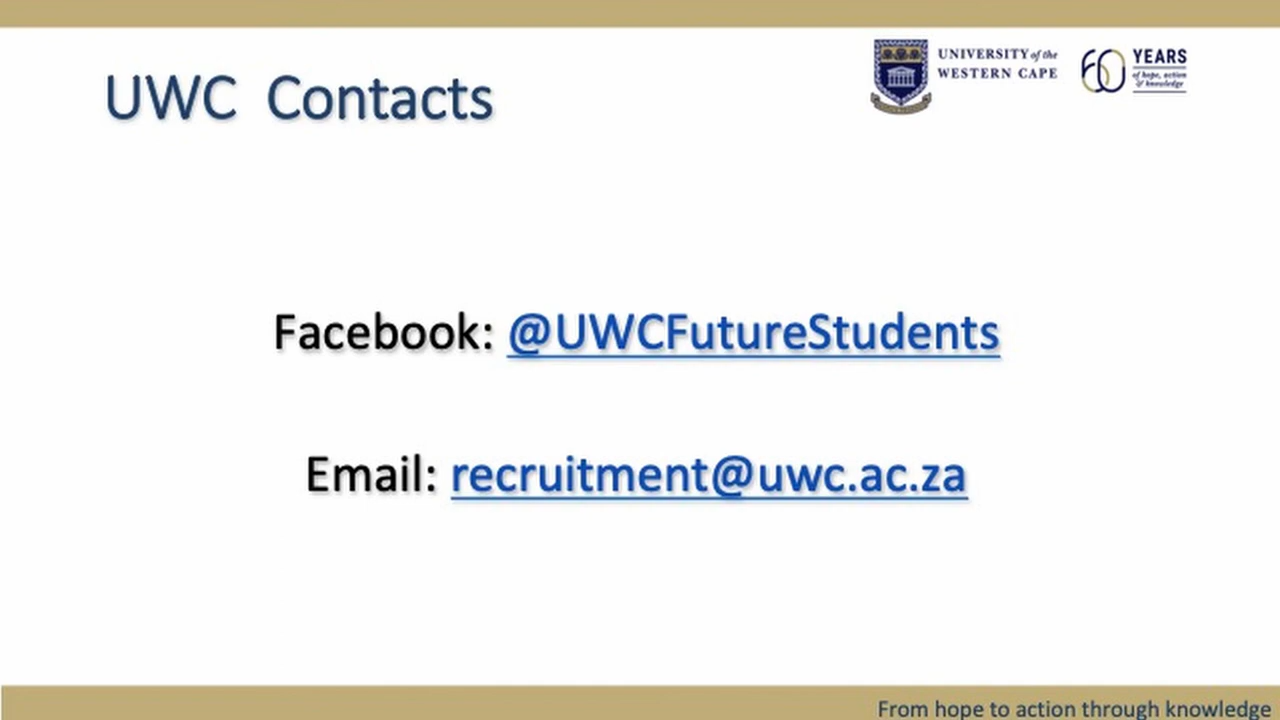 UWC Contacts
UNIVERSITY of the
WESTERN CAPE
60 YEARS
of hope, action
& knowledge
Facebook: @UWCFutureStudents
Email: recruitment@uwc.ac.za
From hope to action through knowledge